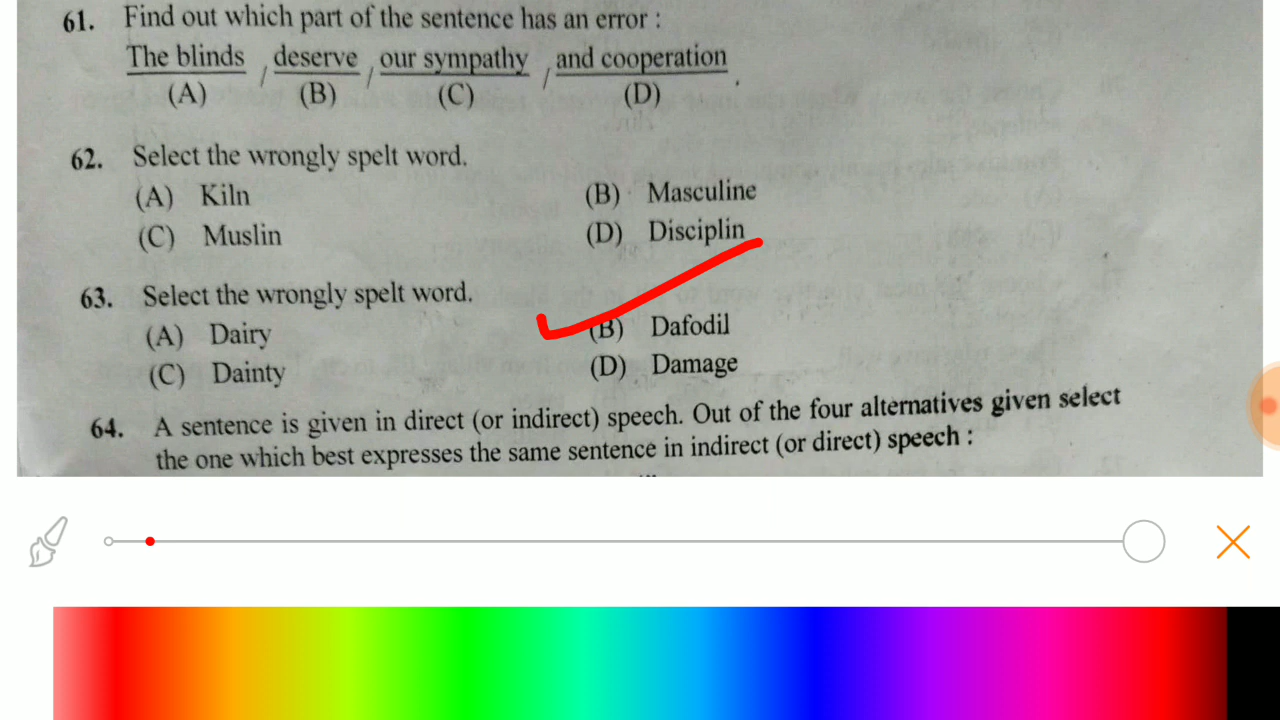 61. Find out which part of the sentence has an error :
The blinds / deserve / our sympathy / and cooperation .
(A) (B) (C) (D)
62. Select the wrongly spelt word.
(A) Kiln (B) Masculine
(C) Muslin (D) Disciplin
63. Select the wrongly spelt word.
(A) Dairy (B) Dafodil
(C) Dainty (D) Damage
64. A sentence is given in direct (or indirect) speech. Out of the four alternatives given select
the one which best expresses the same sentence in indirect (or direct) speech :